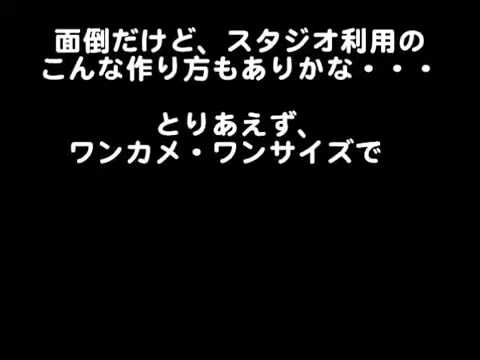 面倒だけど、スタジオ利用の
こんな作り方もありかな・・・
とりあえず、
ワンカメ・ワンサイズで